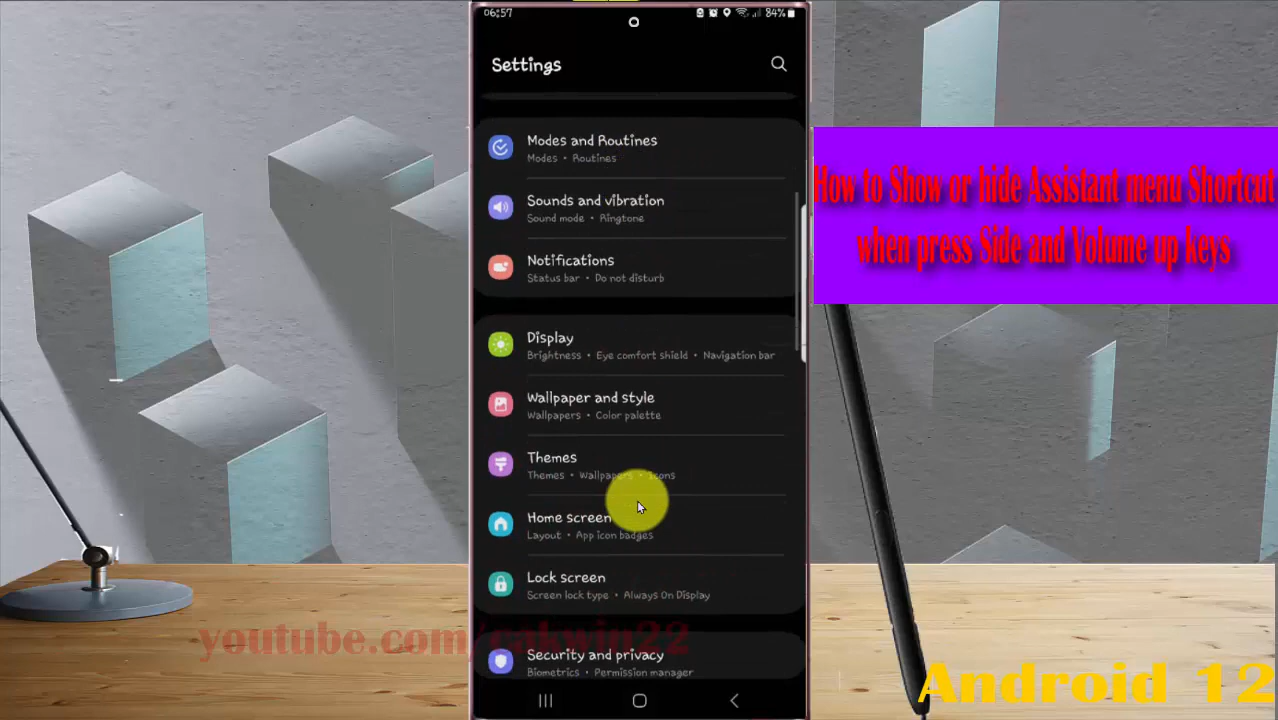 06:57
84%
Settings
Modes and Routines
Modes • Routines
Sounds and vibration
Sound mode • Ringtone
Notifications
Status bar • Do not disturb
Display
Brightness • Eye comfort shield • Navigation bar
Wallpaper and style
Wallpapers • Color palette
Themes
Themes • Wallpapers • Icons
Home screen
Layout • App icon badges
Lock screen
Screen lock type • Always On Display
Security and privacy
Biometrics • Permission manager
How to Show or hide Assistant menu Shortcut
when press Side and Volume up keys
youtube.com/cakwin22
Android 12